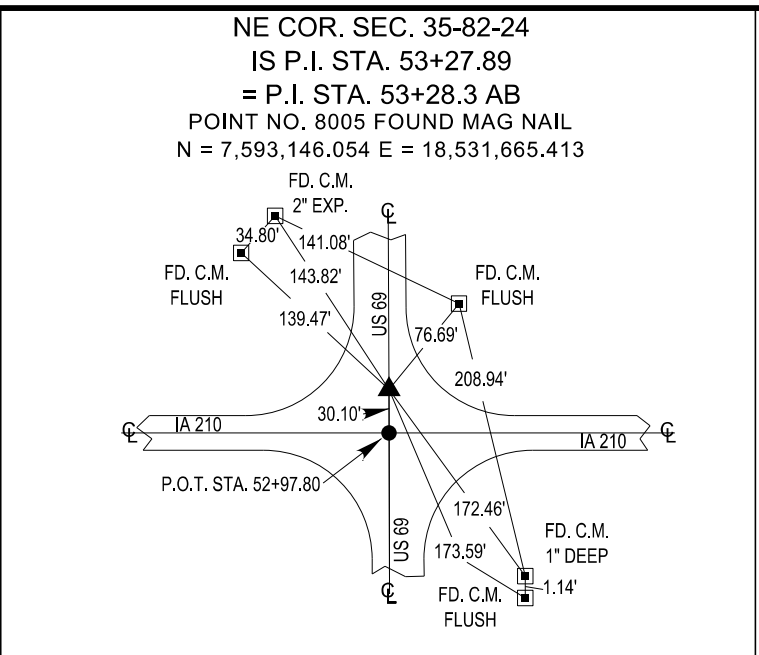 NE COR. SEC. 35-82-24
IS P.I. STA. 53+27.89
= P.I. STA. 53+28.3 AB
POINT NO. 8005 FOUND MAG NAIL
N = 7,593,146.054 E = 18,531,665.413
FD. C.M.
2" EXP.
℄
34.80'
141.08'
FD. C.M.
FLUSH
143.82'
FD. C.M.
FLUSH
139.47'
US 69
76.69'
208.94'
30.10'
℄
IA 210
IA 210
℄
P.O.T. STA. 52+97.80
172.46'
US 69
173.59'
FD. C.M.
1" DEEP
1.14'
℄
FD. C.M.
FLUSH